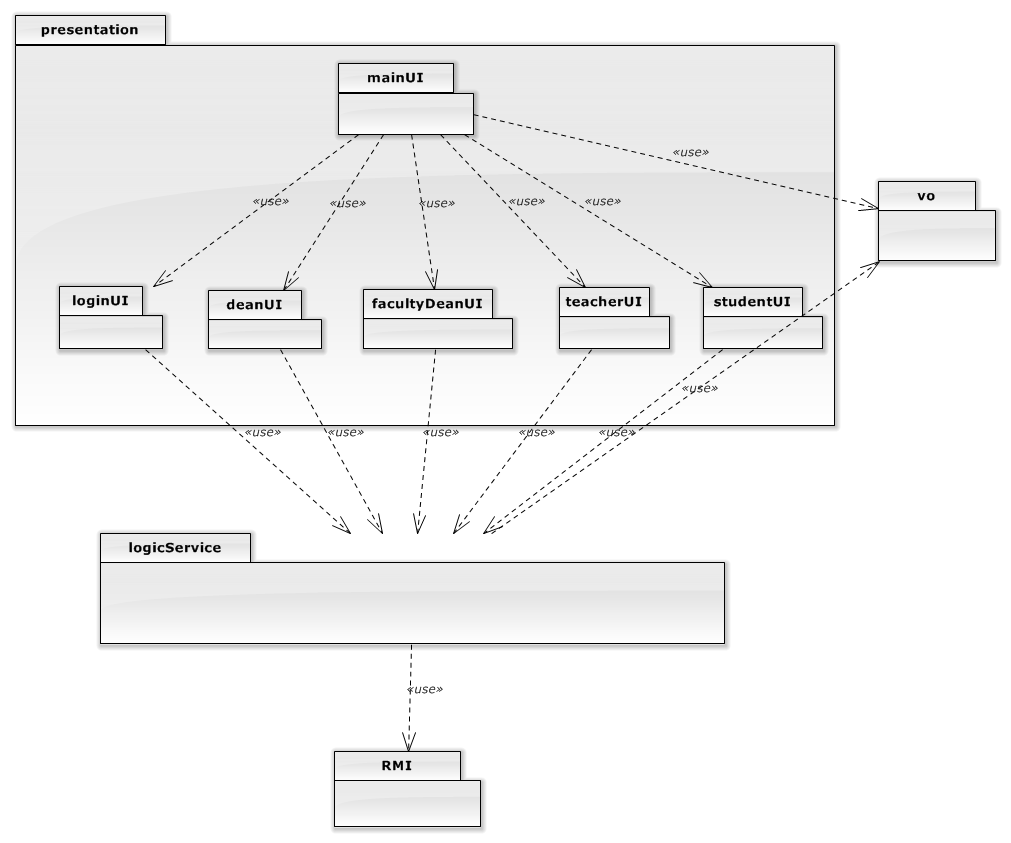 presentation
mainUI
«use»
vo
«use»
«use»
«use»
«use»
«use»
loginUI
deanUI
facultyDeanUI
teacherUI
studentUI
«use»
«use»
«use»
«use»
«use»
«use»
logicService
«use»
RMI